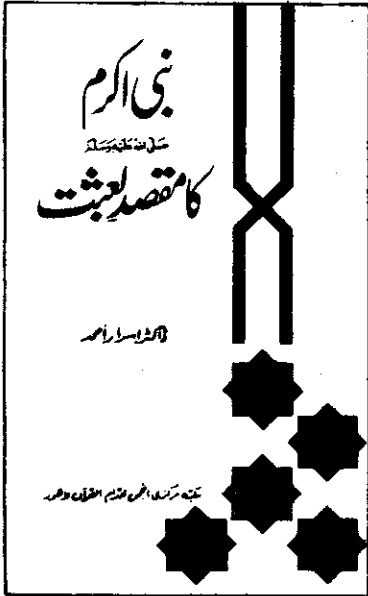 نبی اکرم
صلی اللہ علیہ وسلم
کا مقصدِ بعثت
ڈاکٹر اسرار احمد
مکتبہ مرکزی انجمن خدام القرآن لاہور